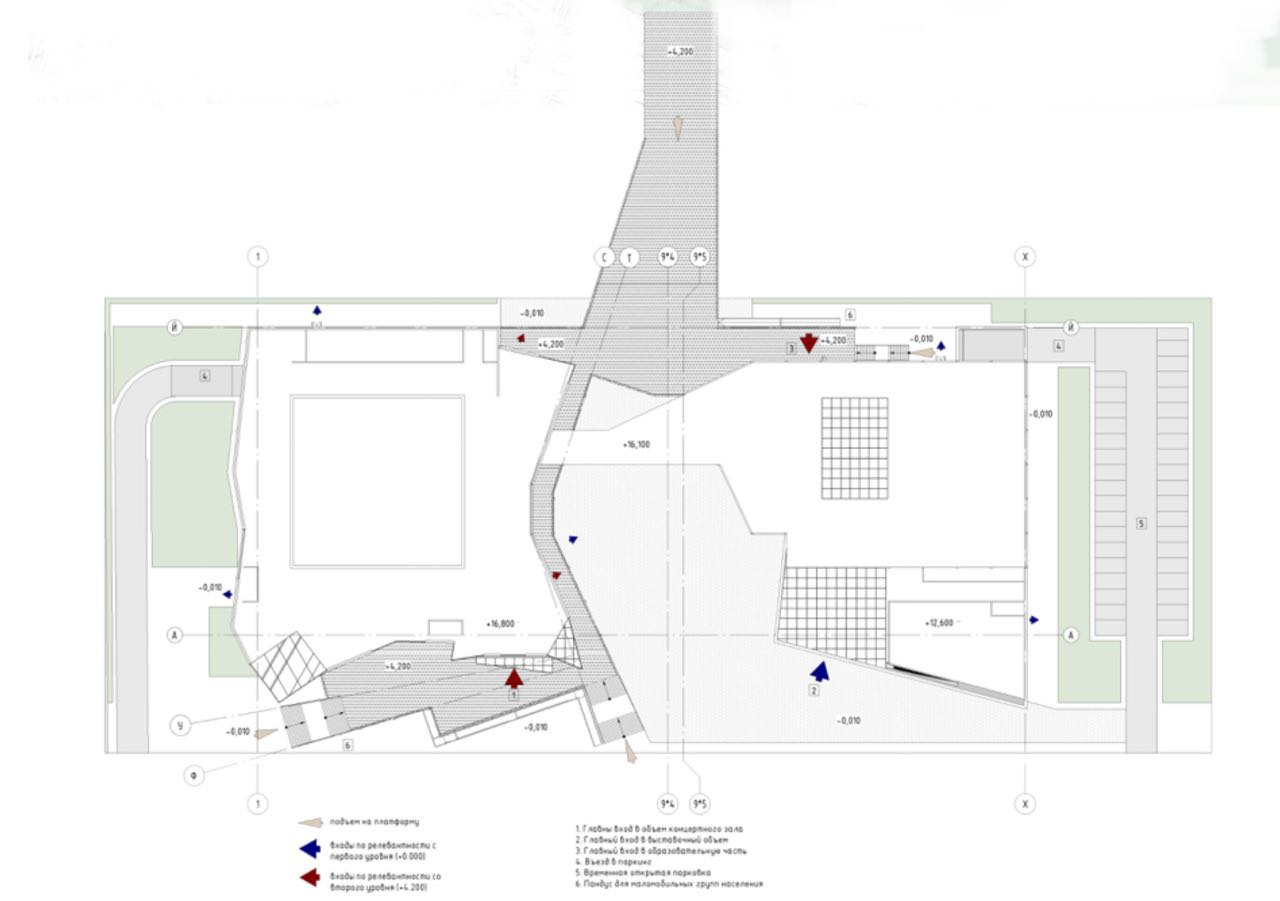 +4,200
1
С
Т
9*4
9*5
Х
-0,010
6
Й
+4,200
3
+4,200
-0,010
Й
4
4
-0,010
+16,100
5
-0,010
+16,800
+12,600
А
А
+4,200
1
2
У
-0,010
-0,010
-0,010
6
Ф
1
9*4
9*5
Х
подъем на платформу
входы по релевантности с
первого уровня (+0.000)
входы по релевантности со
второго уровня (+4.200)
1. Главны вход в объем концертного зала
2. Главный вход в выставочный объем
3. Главный вход в образовательную часть
4. Въезд в паркинг
5. Временная открытая парковка
6. Пандус для маломобильных групп населения